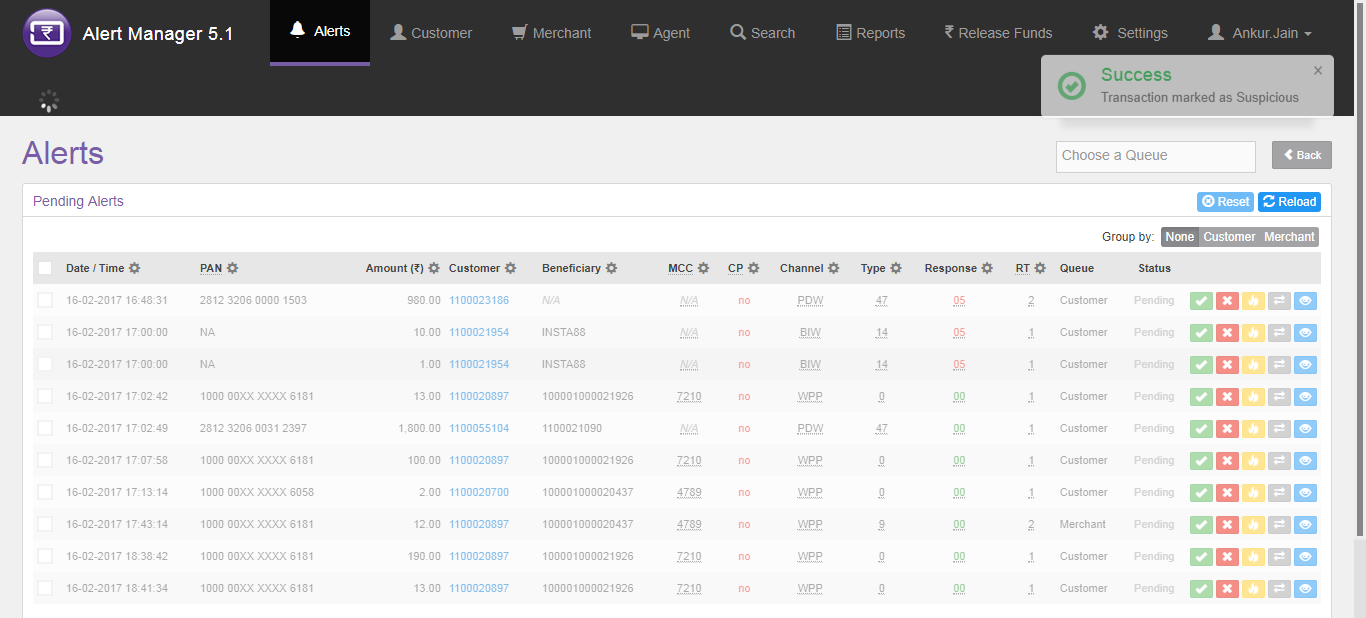 Alert Manager 5.1 Alerts Customer Merchant Agent Search Reports ₹ Release Funds Settings Ankur.Jain
Success ×
Transaction marked as Suspicious
Alerts Choose a Queue Back
Pending Alerts Reset Reload
Group by: None Customer Merchant
Date / Time PAN Amount (₹) Customer Beneficiary MCC CP Channel Type Response RT Queue Status
16-02-2017 16:48:31 2812 3206 0000 1503 980.00 1100023186 N/A N/A no PDW 47 05 2 Customer Pending
16-02-2017 17:00:00 NA 10.00 1100021954 INSTA88 N/A no BIW 14 05 1 Customer Pending
16-02-2017 17:00:00 NA 1.00 1100021954 INSTA88 N/A no BIW 14 05 1 Customer Pending
16-02-2017 17:02:42 1000 00XX XXXX 6181 13.00 1100020897 100001000021926 7210 no WPP 0 00 1 Customer Pending
16-02-2017 17:02:49 2812 3206 0031 2397 1,800.00 1100055104 1100021090 N/A no PDW 47 00 1 Customer Pending
16-02-2017 17:07:58 1000 00XX XXXX 6181 100.00 1100020897 100001000021926 7210 no WPP 0 00 1 Customer Pending
16-02-2017 17:13:14 1000 00XX XXXX 6058 2.00 1100020700 100001000020437 4789 no WPP 0 00 1 Customer Pending
16-02-2017 17:43:14 1000 00XX XXXX 6181 12.00 1100020897 100001000020437 4789 no WPP 9 00 2 Merchant Pending
16-02-2017 18:38:42 1000 00XX XXXX 6181 190.00 1100020897 100001000021926 7210 no WPP 0 00 1 Customer Pending
16-02-2017 18:41:34 1000 00XX XXXX 6181 13.00 1100020897 100001000021926 7210 no WPP 0 00 1 Customer Pending